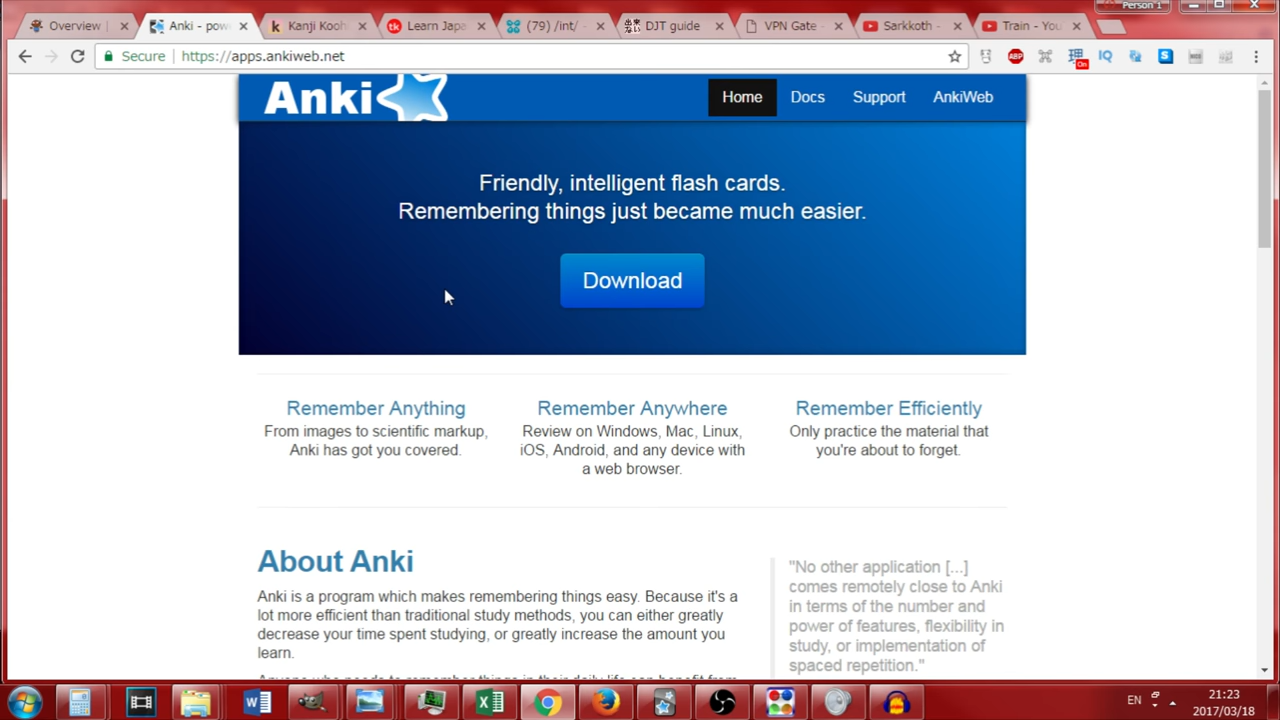 Person 1
Overview
Anki - pow
Kanji Kooh
Learn Japa
(79) /int/ -
DJT guide
VPN Gate -
Sarkkoth -
Train - You
Secure
https://apps.ankiweb.net
ABP
理
On
IQ
S
Anki
Home
Docs
Support
AnkiWeb
Friendly, intelligent flash cards.
Remembering things just became much easier.
Download
Remember Anything
From images to scientific markup,
Anki has got you covered.
Remember Anywhere
Review on Windows, Mac, Linux,
iOS, Android, and any device with
a web browser.
Remember Efficiently
Only practice the material that
you're about to forget.
About Anki
Anki is a program which makes remembering things easy. Because it's a
lot more efficient than traditional study methods, you can either greatly
decrease your time spent studying, or greatly increase the amount you
learn.
"No other application [...]
comes remotely close to Anki
in terms of the number and
power of features, flexibility in
study, or implementation of
spaced repetition."
EN
21:23
2017/03/18